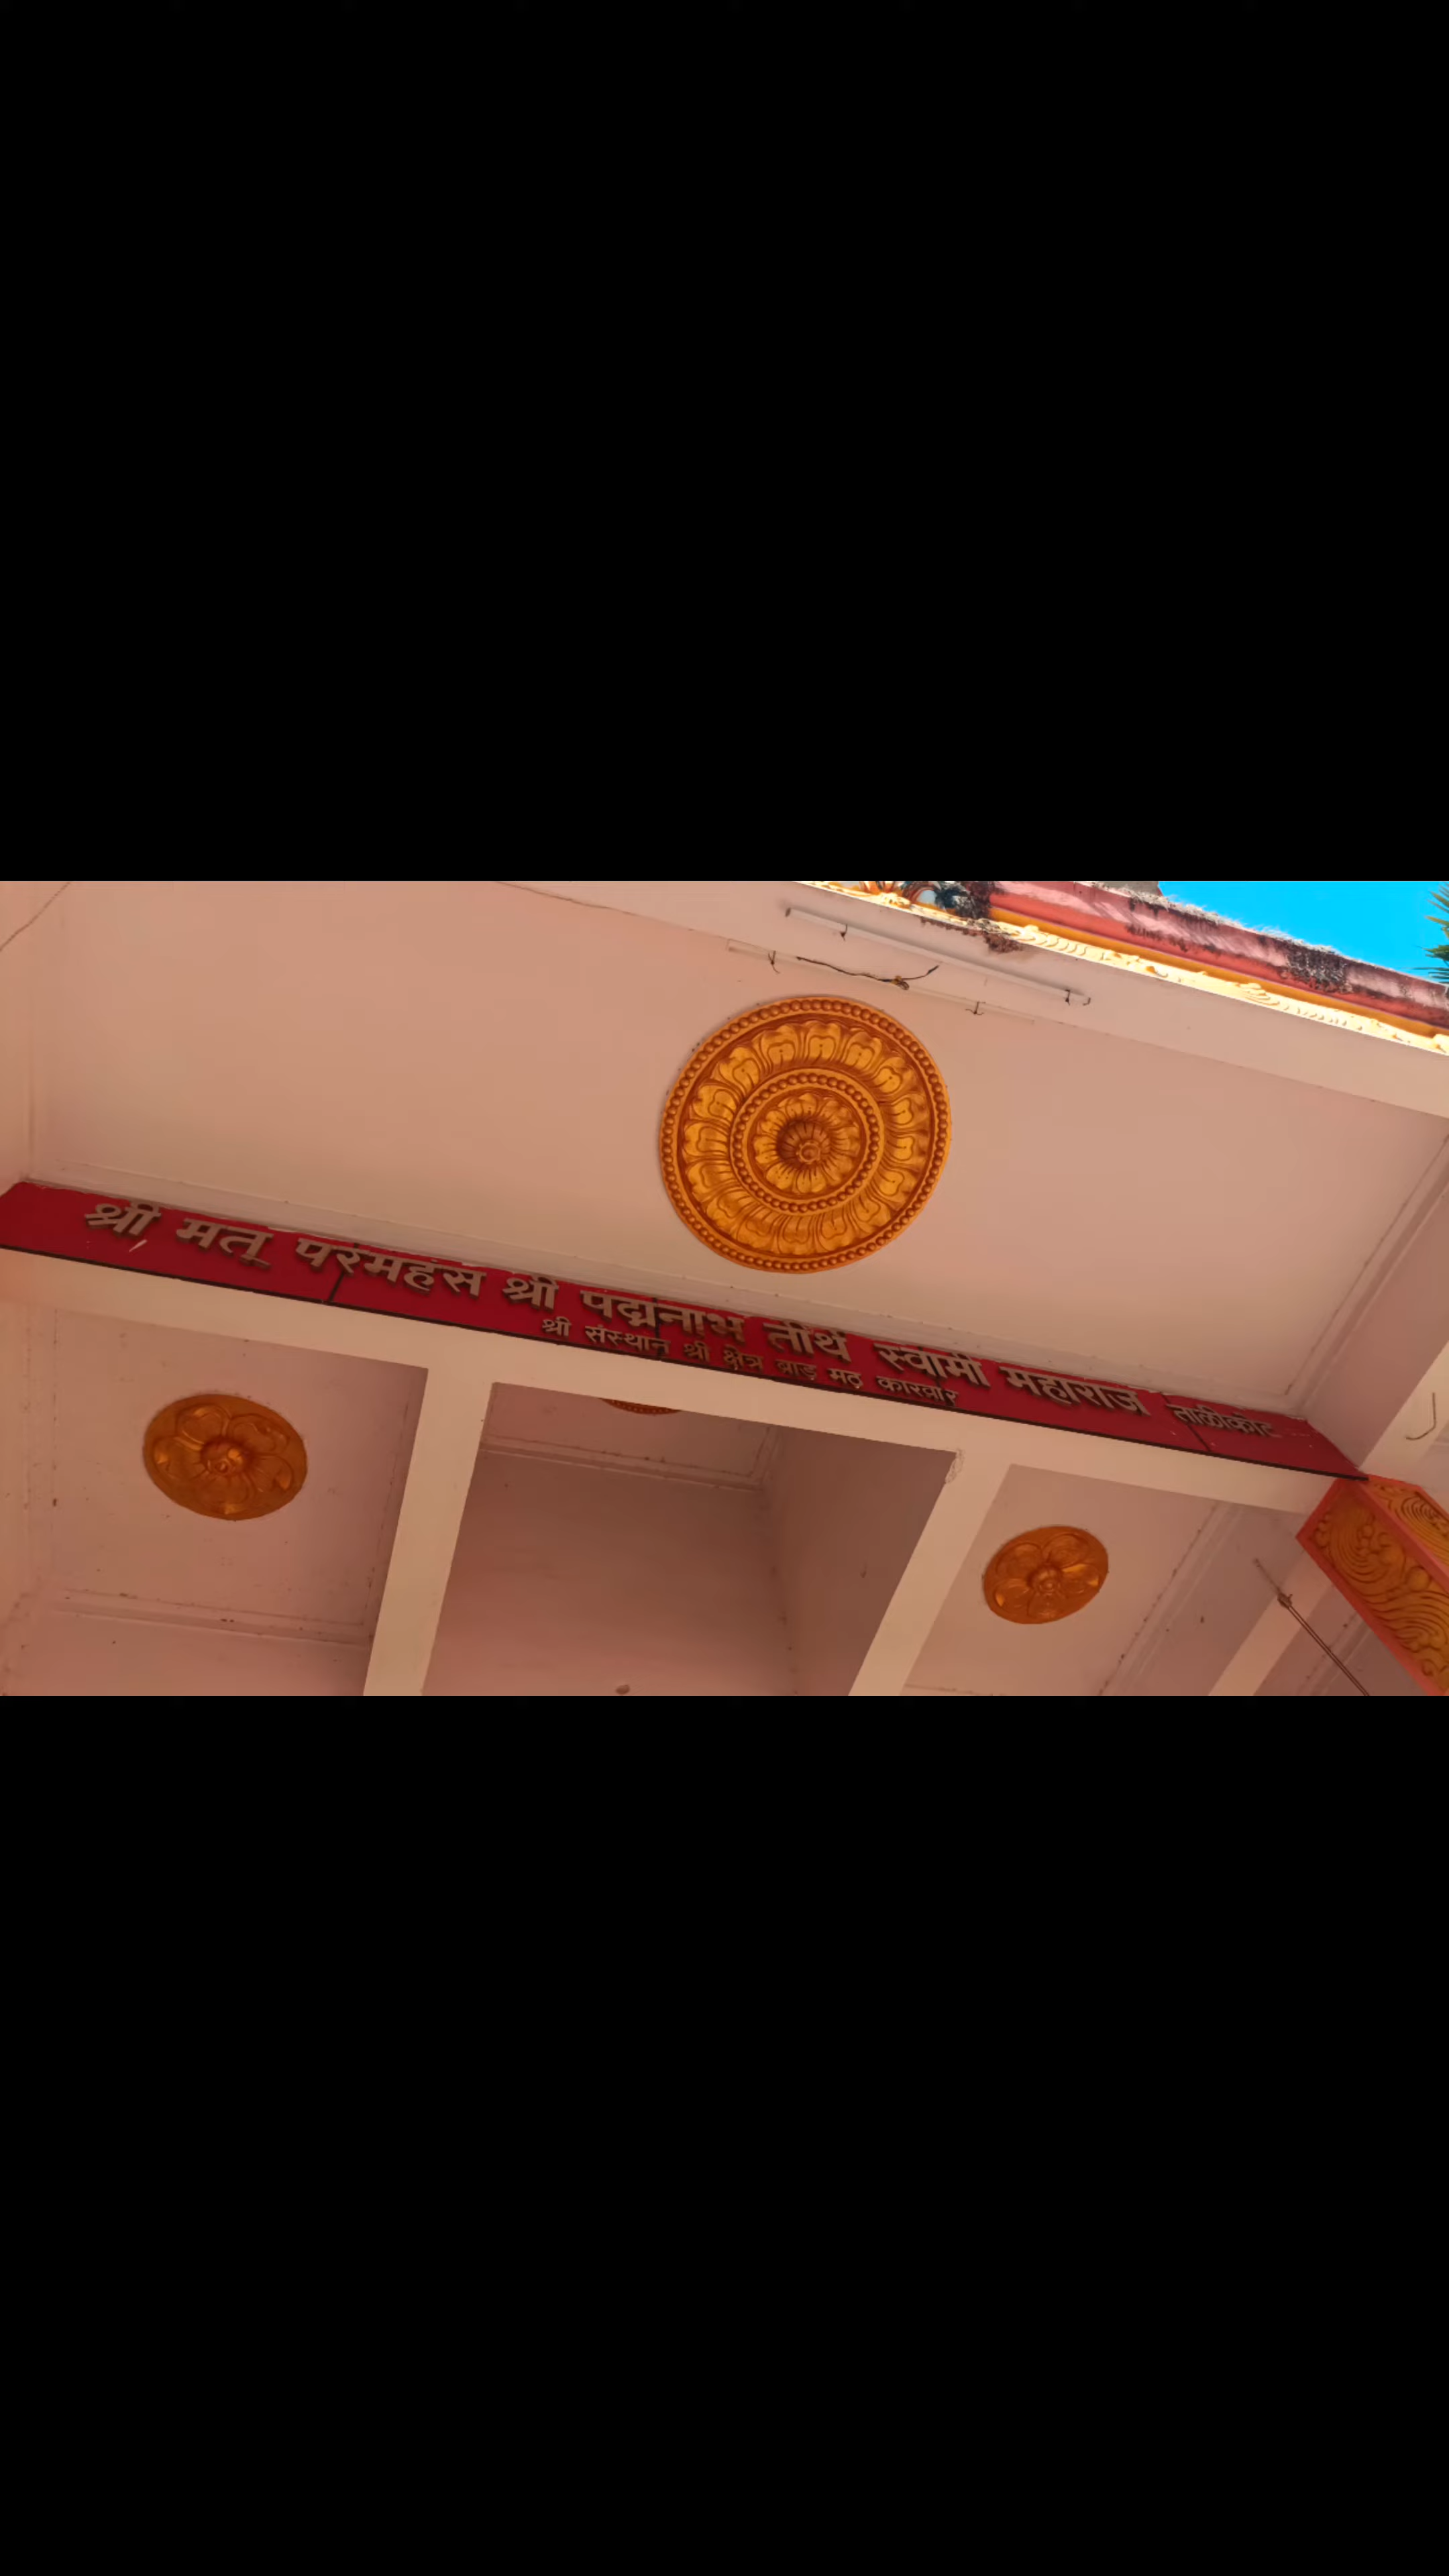 श्री मत् परमहंस श्री पद्मनाभ तीर्थ स्वामी महाराज ताळीकोट
श्री संस्थान श्री क्षेत्र बाड मठ कारवार